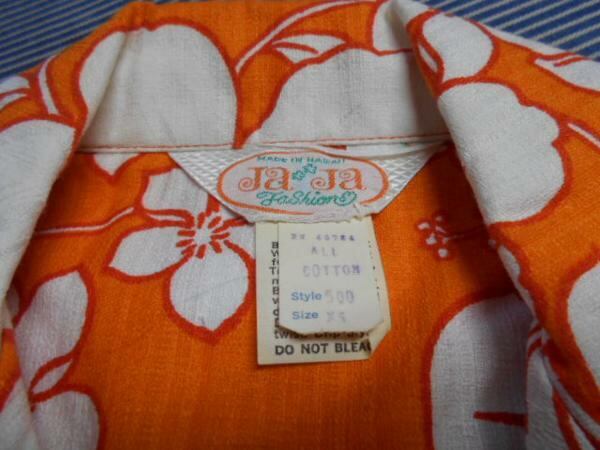 MADE IN HAWAII
Ja Ja
Fashions
ALL
COTTON
Style 500
Size XS
DO NOT BLEA